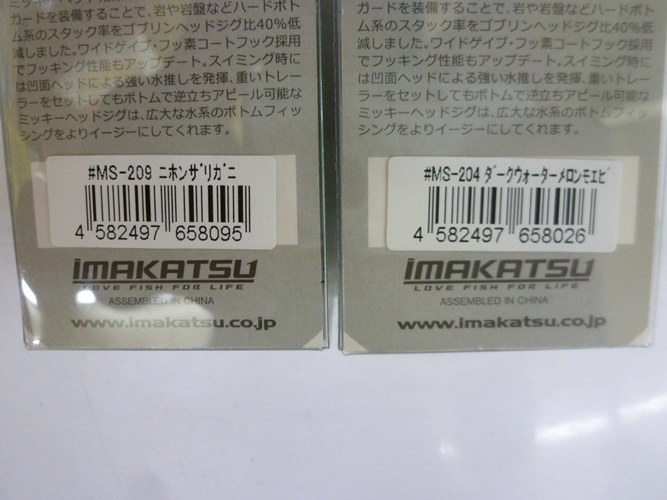 ガードを装備することで、岩や岩盤などハードボト
ム系のスタック率をゴブリンヘッドジグ比40%低
減しました。ワイドゲイプ・フッ素コートフック採用
でフッキング性能もアップデート。スイミング時に
は凹面ヘッドによる強い水推しを発揮、重いトレー
ラーをセットしてもボトムで逆立ちアピール可能な
ミッキーヘッドジグは、広大な水系のボトムフィッ
シングをよりイージーにしてくれます。
#MS-209 ニホンザリガニ
4 582497 658095
imakatsu
LOVE FISH FOR LIFE
ASSEMBLED IN CHINA
www.imakatsu.co.jp
ガードを装備することで、岩や岩盤などハードボト
ム系のスタック率をゴブリンヘッドジグ比40%低
減しました。ワイドゲイプ・フッ素コートフック採用
でフッキング性能もアップデート。スイミング時に
は凹面ヘッドによる強い水推しを発揮、重いトレー
ラーをセットしてもボトムで逆立ちアピール可能な
ミッキーヘッドジグは、広大な水系のボトムフィッ
シングをよりイージーにしてくれます。
#MS-204 ダークウォーターメロンモエビ
4 582497 658026
imakatsu
LOVE FISH FOR LIFE
ASSEMBLED IN CHINA
www.imakatsu.co.jp